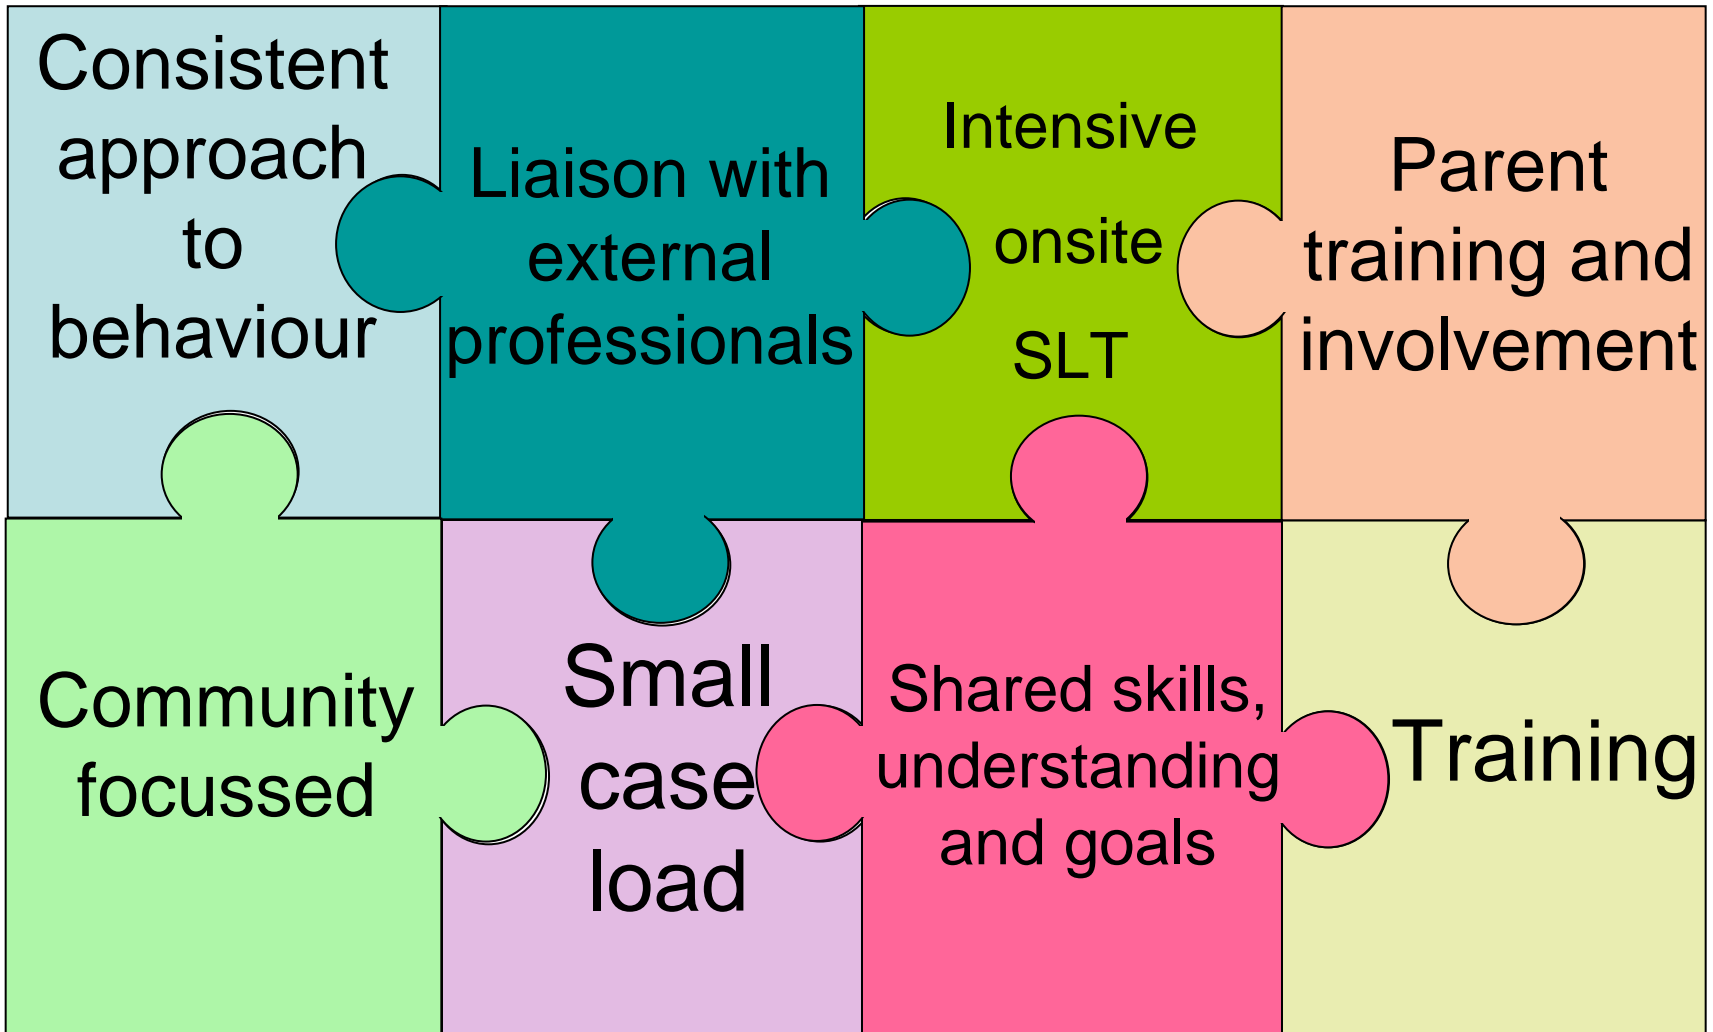 Consistent
approach
to
behaviour
Liaison with
external
professionals
Intensive
onsite
SLT
Parent
training and
involvement
Community
focussed
Small
case
load
Shared skills,
understanding
and goals
Training